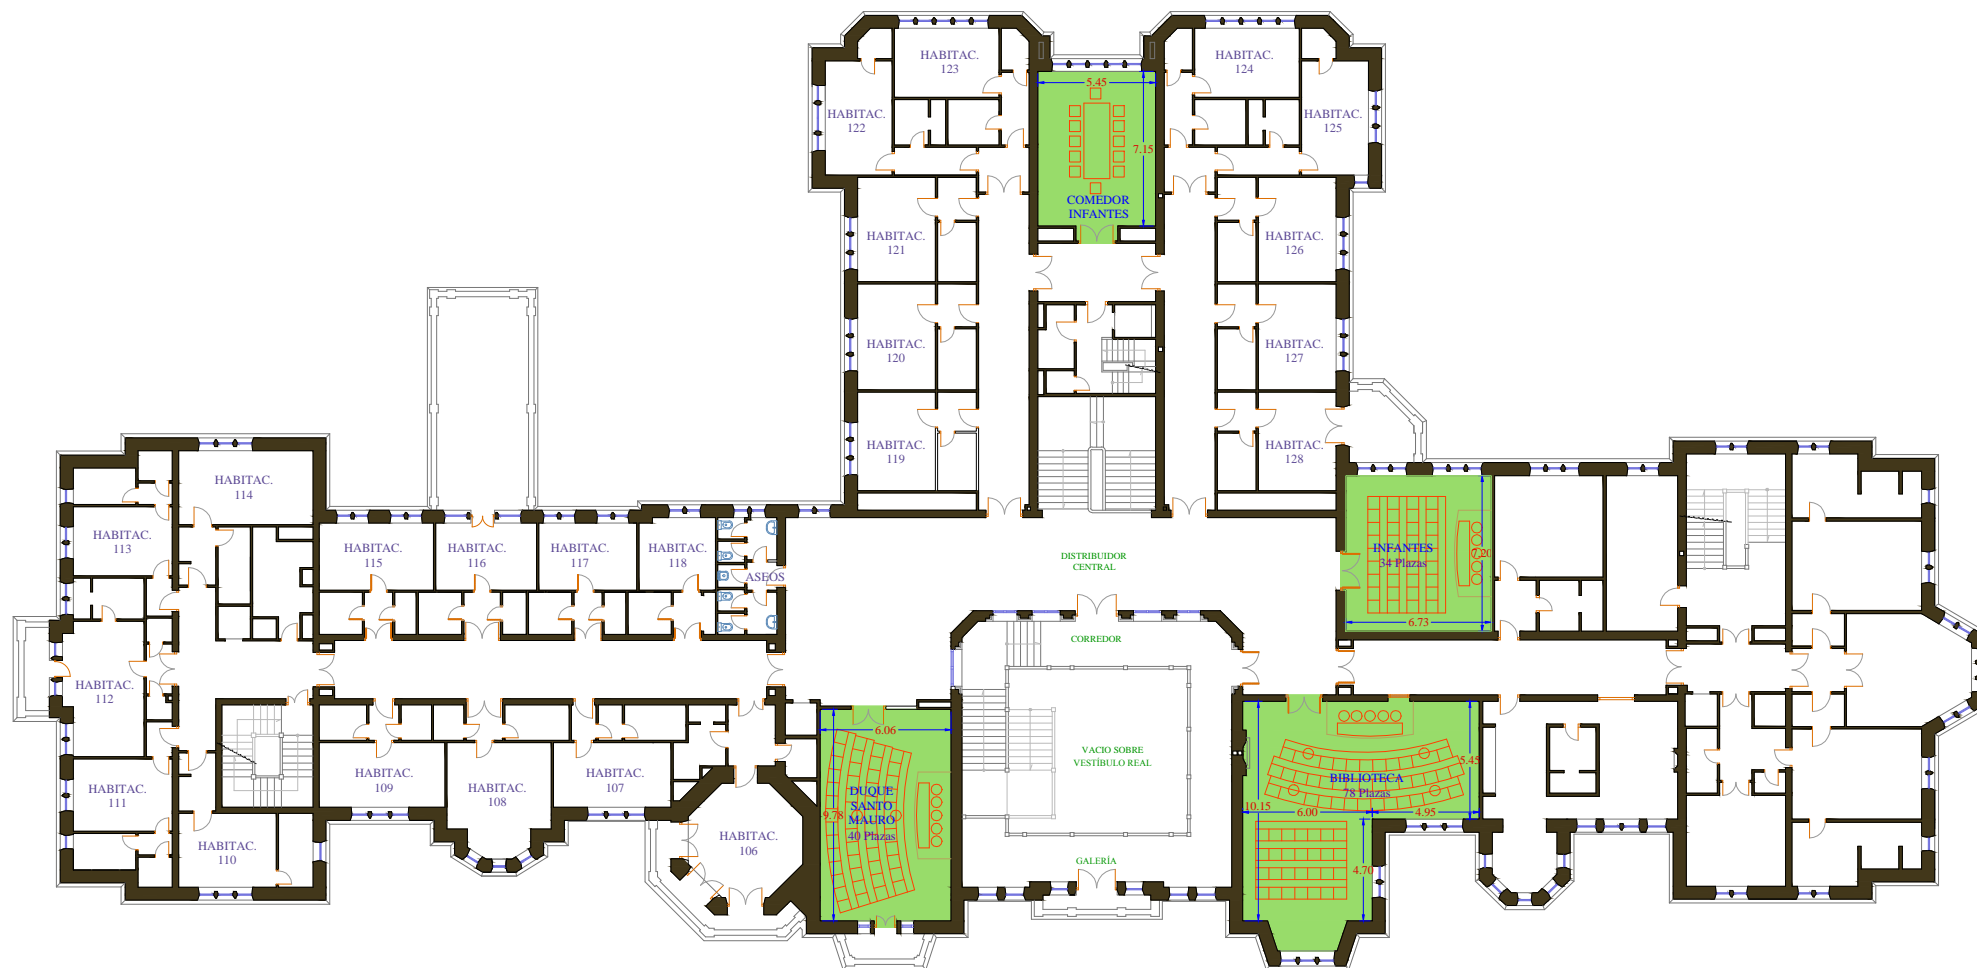 HABITAC.
123
HABITAC.
124
5.45
HABITAC.
122
HABITAC.
125
7.15
COMEDOR
INFANTES
HABITAC.
121
HABITAC.
126
HABITAC.
120
HABITAC.
127
HABITAC.
119
HABITAC.
128
HABITAC.
114
HABITAC.
113
HABITAC.
115
HABITAC.
116
HABITAC.
117
HABITAC.
118
ASEOS
DISTRIBUIDOR
CENTRAL
INFANTES
34 Plazas
7.20
6.73
CORREDOR
HABITAC.
112
6.06
VACIO SOBRE
VESTÍBULO REAL
BIBLIOTECA
78 Plazas
5.45
10.15
6.00
4.95
4.70
HABITAC.
111
HABITAC.
109
HABITAC.
108
HABITAC.
107
DUQUE
SANTO
MAURO
40 Plazas
9.78
HABITAC.
110
HABITAC.
106
GALERÍA